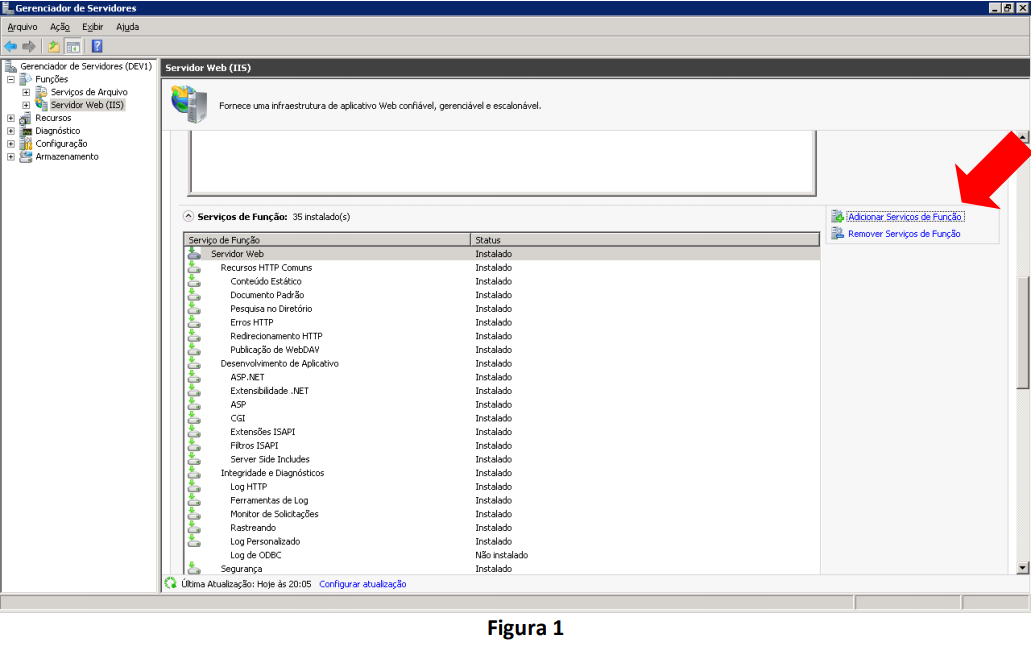 Gerenciador de Servidores
Arquivo Ação Exibir Ajuda
Gerenciador de Servidores (DEV1)
Funções
Serviços de Arquivo
Servidor Web (IIS)
Recursos
Diagnóstico
Configuração
Armazenamento
Servidor Web (IIS)
Fornece uma infraestrutura de aplicativo Web confiável, gerenciável e escalonável.
Serviços de Função: 35 instalado(s)
Adicionar Serviços de Função
Remover Serviços de Função
Serviço de Função Status
Servidor Web Instalado
Recursos HTTP Comuns Instalado
Conteúdo Estático Instalado
Documento Padrão Instalado
Pesquisa no Diretório Instalado
Erros HTTP Instalado
Redirecionamento HTTP Instalado
Publicação de WebDAV Instalado
Desenvolvimento de Aplicativo Instalado
ASP.NET Instalado
Extensibilidade .NET Instalado
ASP Instalado
CGI Instalado
Extensões ISAPI Instalado
Filtros ISAPI Instalado
Server Side Includes Instalado
Integridade e Diagnósticos Instalado
Log HTTP Instalado
Ferramentas de Log Instalado
Monitor de Solicitações Instalado
Rastreando Instalado
Log Personalizado Instalado
Log de ODBC Não instalado
Segurança Instalado
Última Atualização: Hoje às 20:05 Configurar atualização
Figura 1